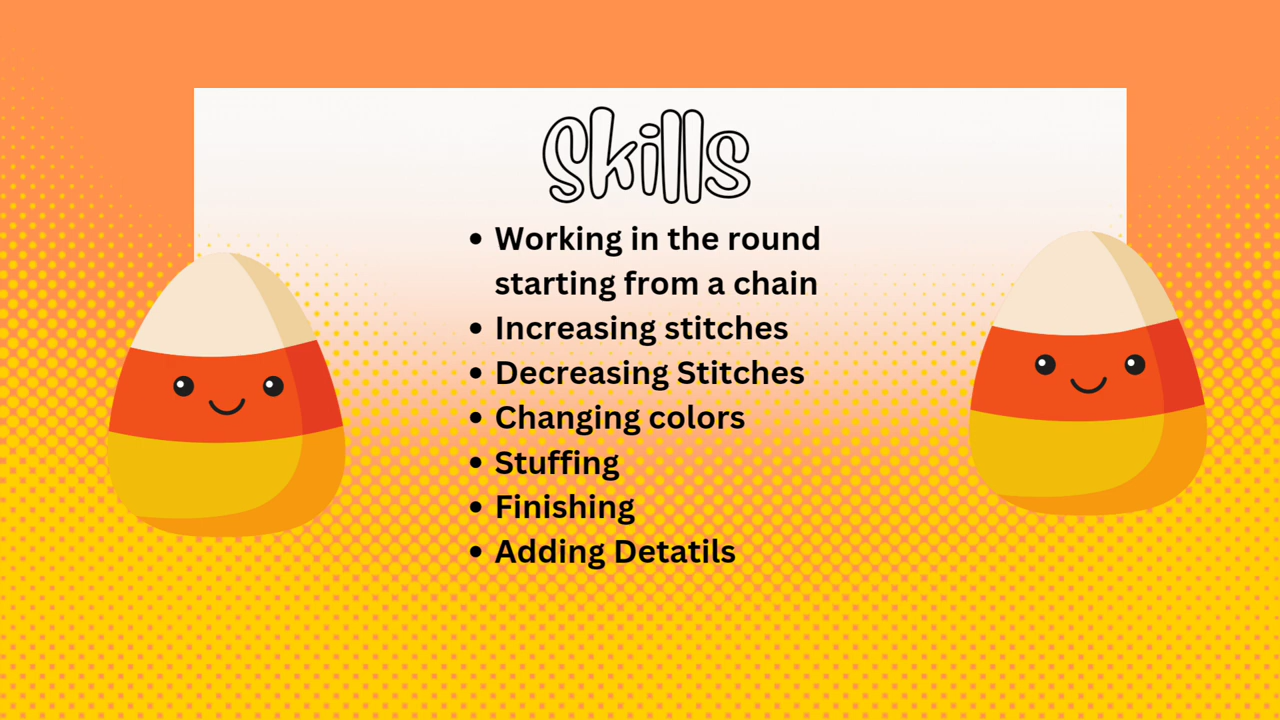 Skills
• Working in the round
starting from a chain
• Increasing stitches
• Decreasing Stitches
• Changing colors
• Stuffing
• Finishing
• Adding Detatils